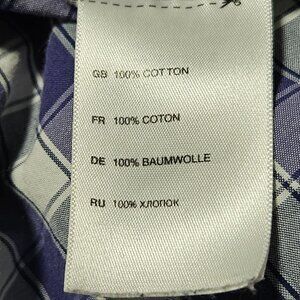 GB 100% COTTON
FR 100% COTON
DE 100% BAUMWOLLE
RU 100% ХЛОПОК